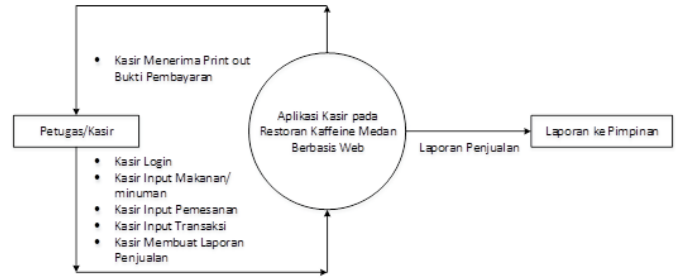 • Kasir Menerima Print out
Bukti Pembayaran
Petugas/Kasir
Aplikasi Kasir pada
Restoran Kaffeine Medan
Berbasis Web
Laporan Penjualan
Laporan ke Pimpinan
• Kasir Login
• Kasir Input Makanan/
minuman
• Kasir Input Pemesanan
• Kasir Input Transaksi
• Kasir Membuat Laporan
Penjualan